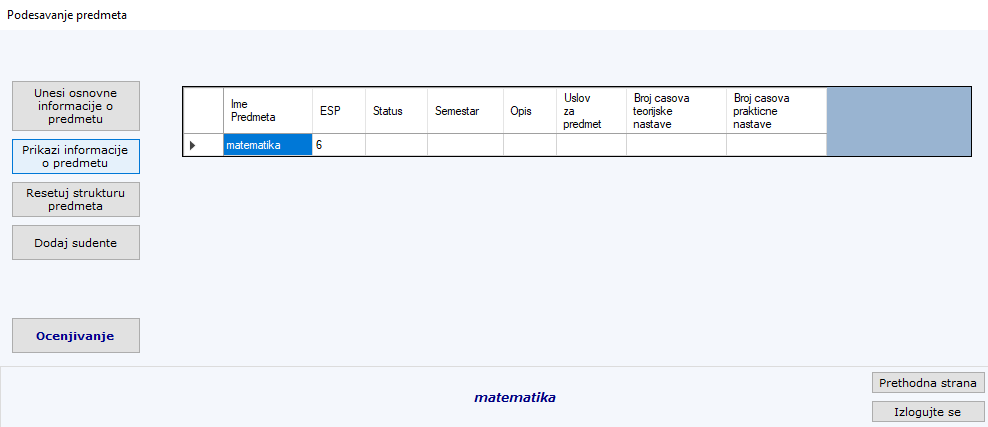 Podesavanje predmeta
Unesi osnovne
informacije o
predmetu
Prikazi informacije
o predmetu
Resetuj strukturu
predmeta
Dodaj sudente
Ocenjivanje
Ime
Predmeta
ESP
Status
Semestar
Opis
Uslov
za
predmet
Broj casova
teorijske
nastave
Broj casova
prakticne
nastave
matematika
6
matematika
Prethodna strana
Izlogujte se